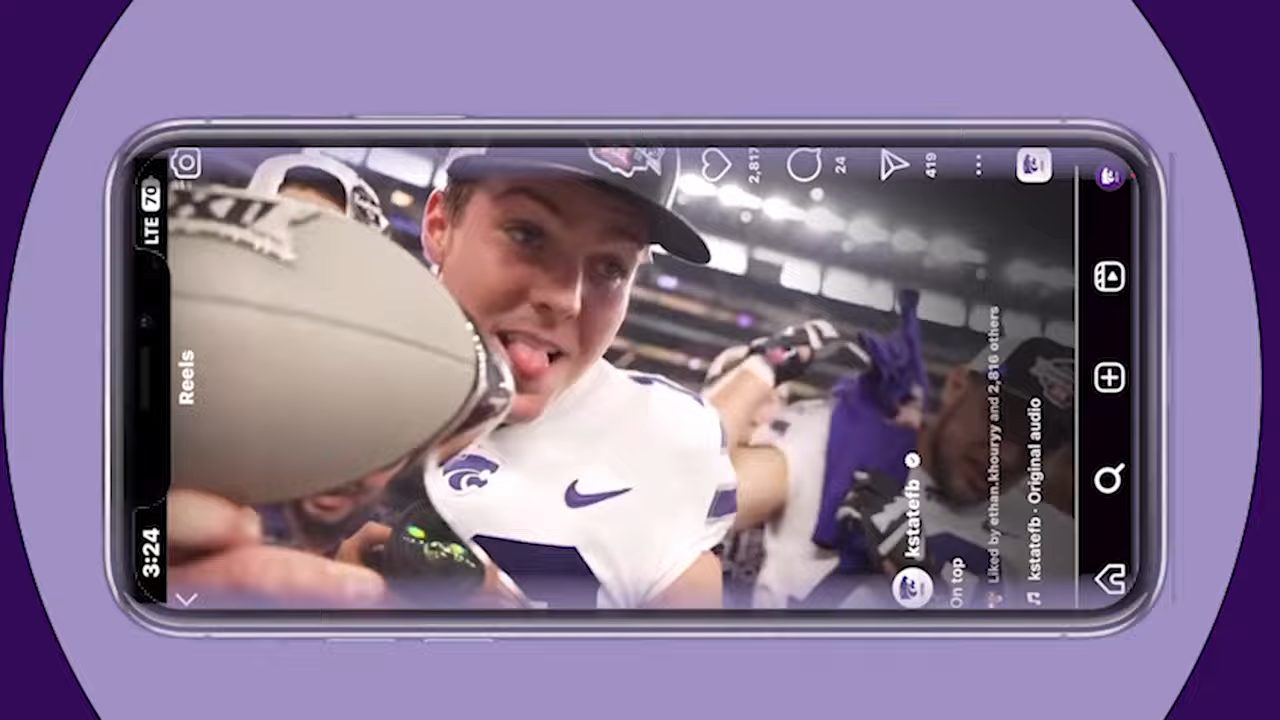 3:24
LTE 70
Reels
XII
2,817
24
419
kstatefb
On top
Liked by ethan.khouryy and 2,816 others
kstatefb · Original audio